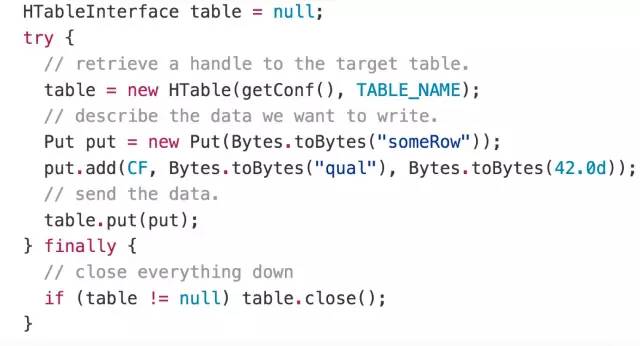 HTableInterface table = null;
try {
  // retrieve a handle to the target table.
  table = new HTable(getConf(), TABLE_NAME);
  // describe the data we want to write.
  Put put = new Put(Bytes.toBytes("someRow"));
  put.add(CF, Bytes.toBytes("qual"), Bytes.toBytes(42.0d));
  // send the data.
  table.put(put);
} finally {
  // close everything down
  if (table != null) table.close();
}